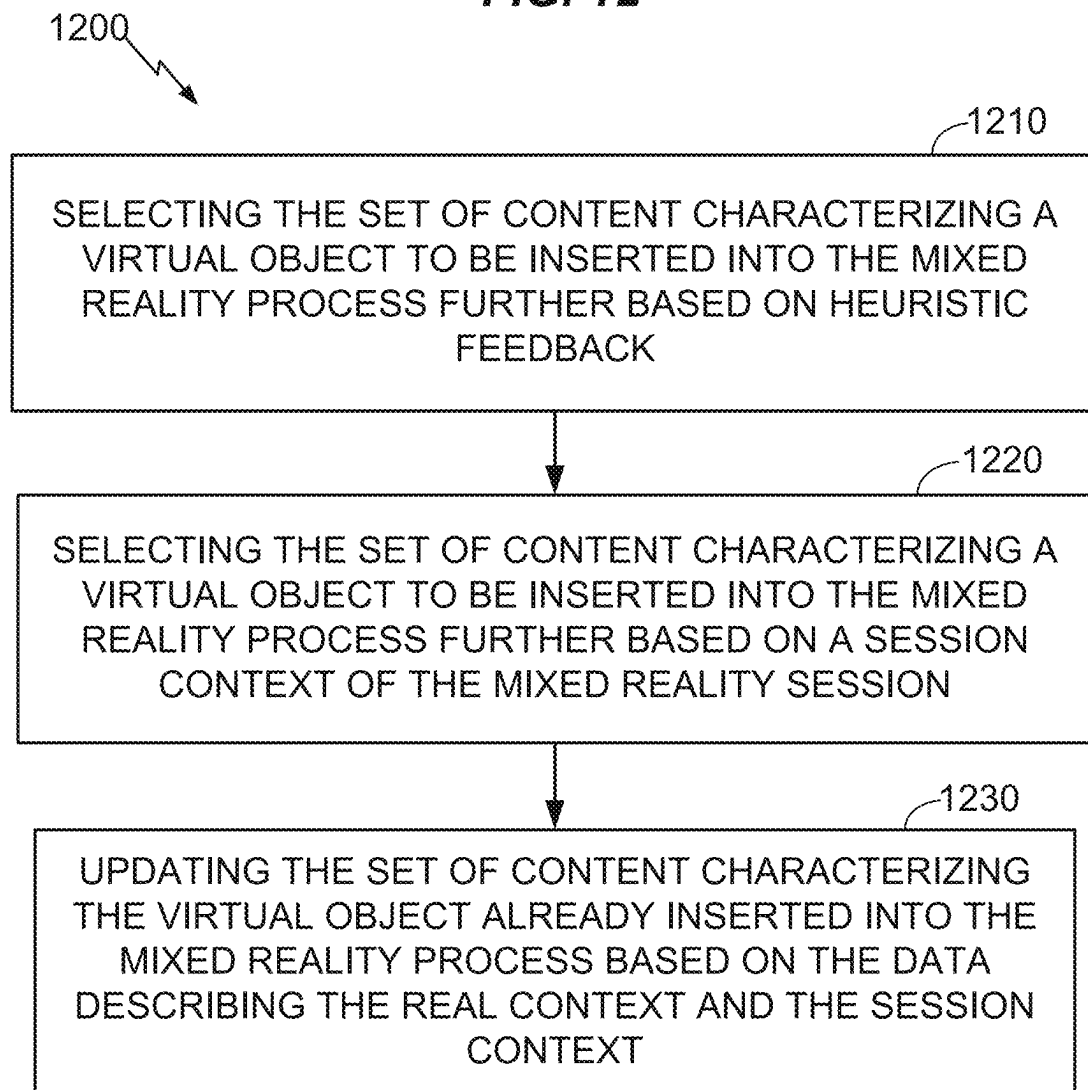 FIG. 12
1200
1210
SELECTING THE SET OF CONTENT CHARACTERIZING A
VIRTUAL OBJECT TO BE INSERTED INTO THE MIXED
REALITY PROCESS FURTHER BASED ON HEURISTIC
FEEDBACK
1220
SELECTING THE SET OF CONTENT CHARACTERIZING A
VIRTUAL OBJECT TO BE INSERTED INTO THE MIXED
REALITY PROCESS FURTHER BASED ON A SESSION
CONTEXT OF THE MIXED REALITY SESSION
1230
UPDATING THE SET OF CONTENT CHARACTERIZING
THE VIRTUAL OBJECT ALREADY INSERTED INTO THE
MIXED REALITY PROCESS BASED ON THE DATA
DESCRIBING THE REAL CONTEXT AND THE SESSION
CONTEXT